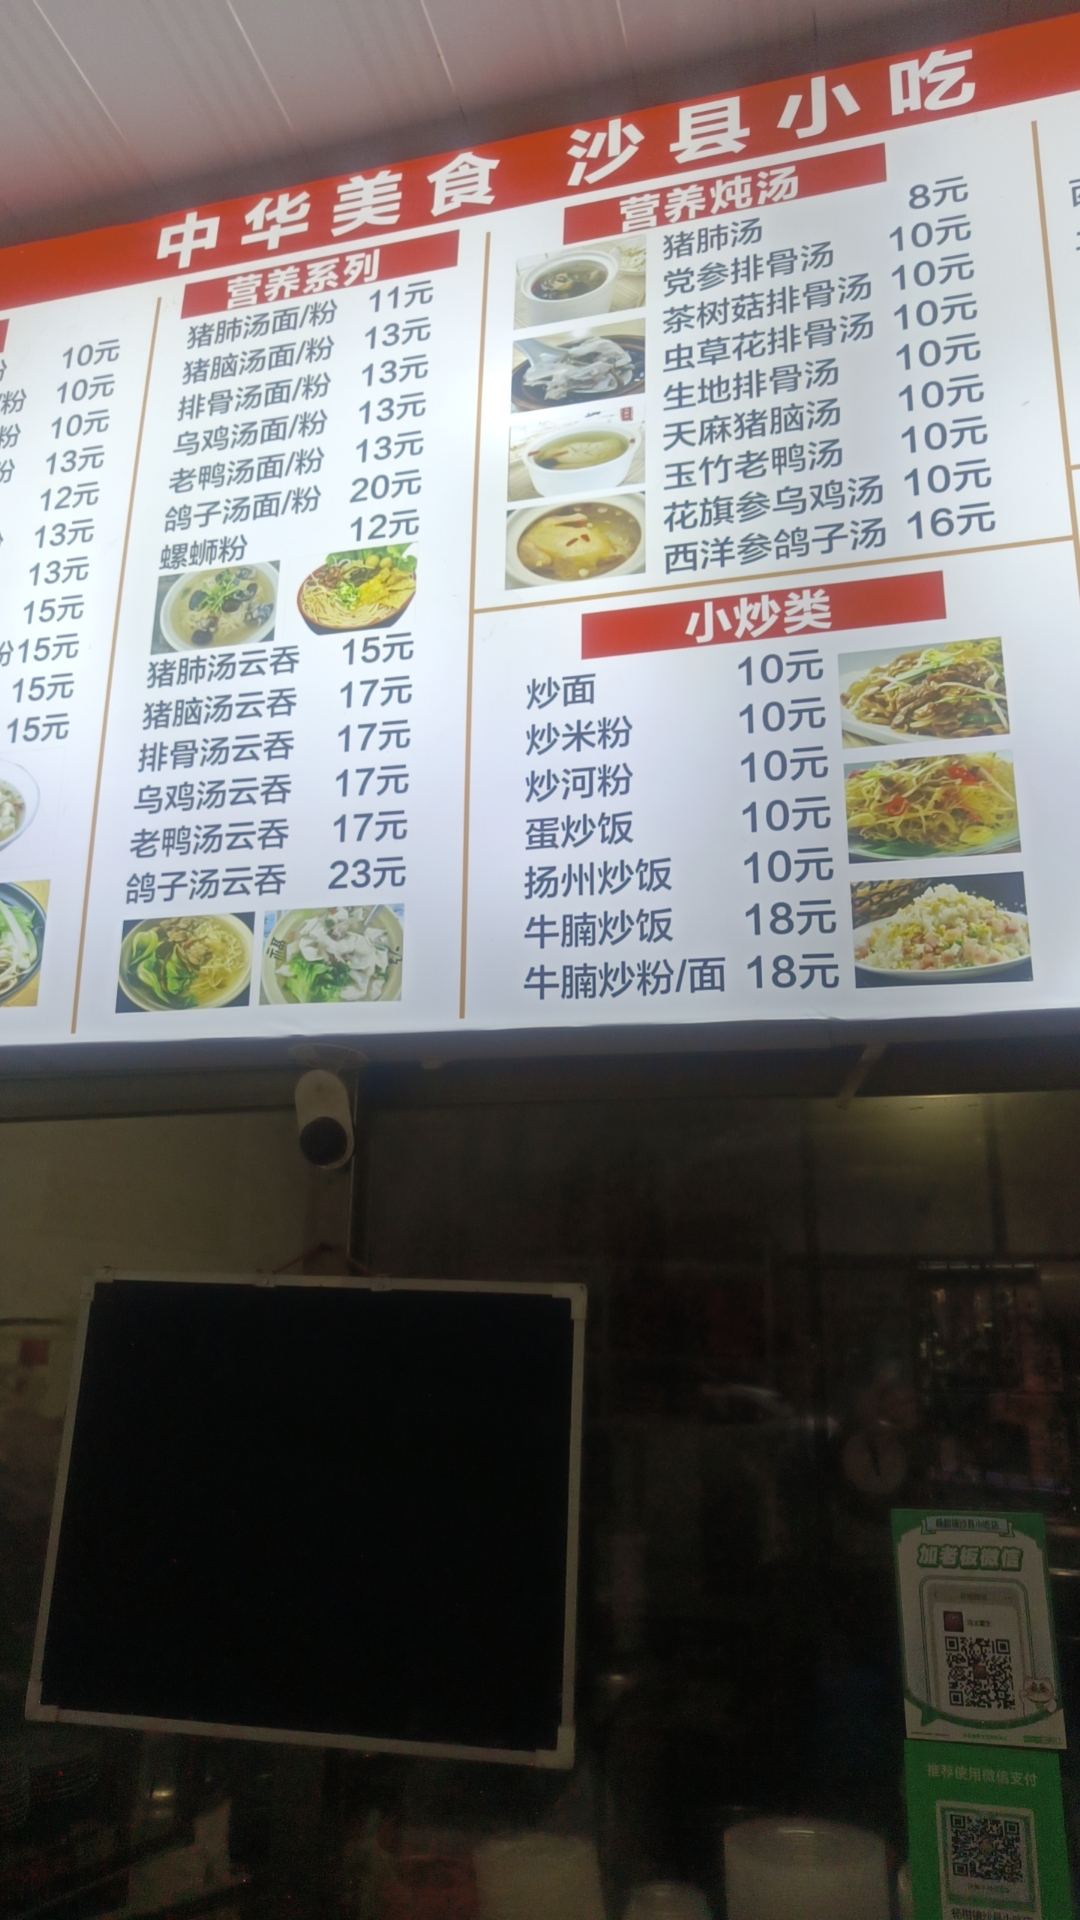 中华美食 沙县小吃
10元
粉 10元
粉 10元
13元
12元
13元
13元
15元
粉 15元
15元
15元
营养系列
猪肺汤面/粉 11元
猪脑汤面/粉 13元
排骨汤面/粉 13元
乌鸡汤面/粉 13元
老鸭汤面/粉 13元
鸽子汤面/粉 20元
螺蛳粉 12元
猪肺汤云吞 15元
猪脑汤云吞 17元
排骨汤云吞 17元
乌鸡汤云吞 17元
老鸭汤云吞 17元
鸽子汤云吞 23元
营养炖汤
猪肺汤 8元
党参排骨汤 10元
茶树菇排骨汤 10元
虫草花排骨汤 10元
生地排骨汤 10元
天麻猪脑汤 10元
玉竹老鸭汤 10元
花旗参乌鸡汤 10元
西洋参鸽子汤 16元
小炒类
炒面 10元
炒米粉 10元
炒河粉 10元
蛋炒饭 10元
扬州炒饭 10元
牛腩炒饭 18元
牛腩炒粉/面 18元
加老板微信
推荐使用微信支付